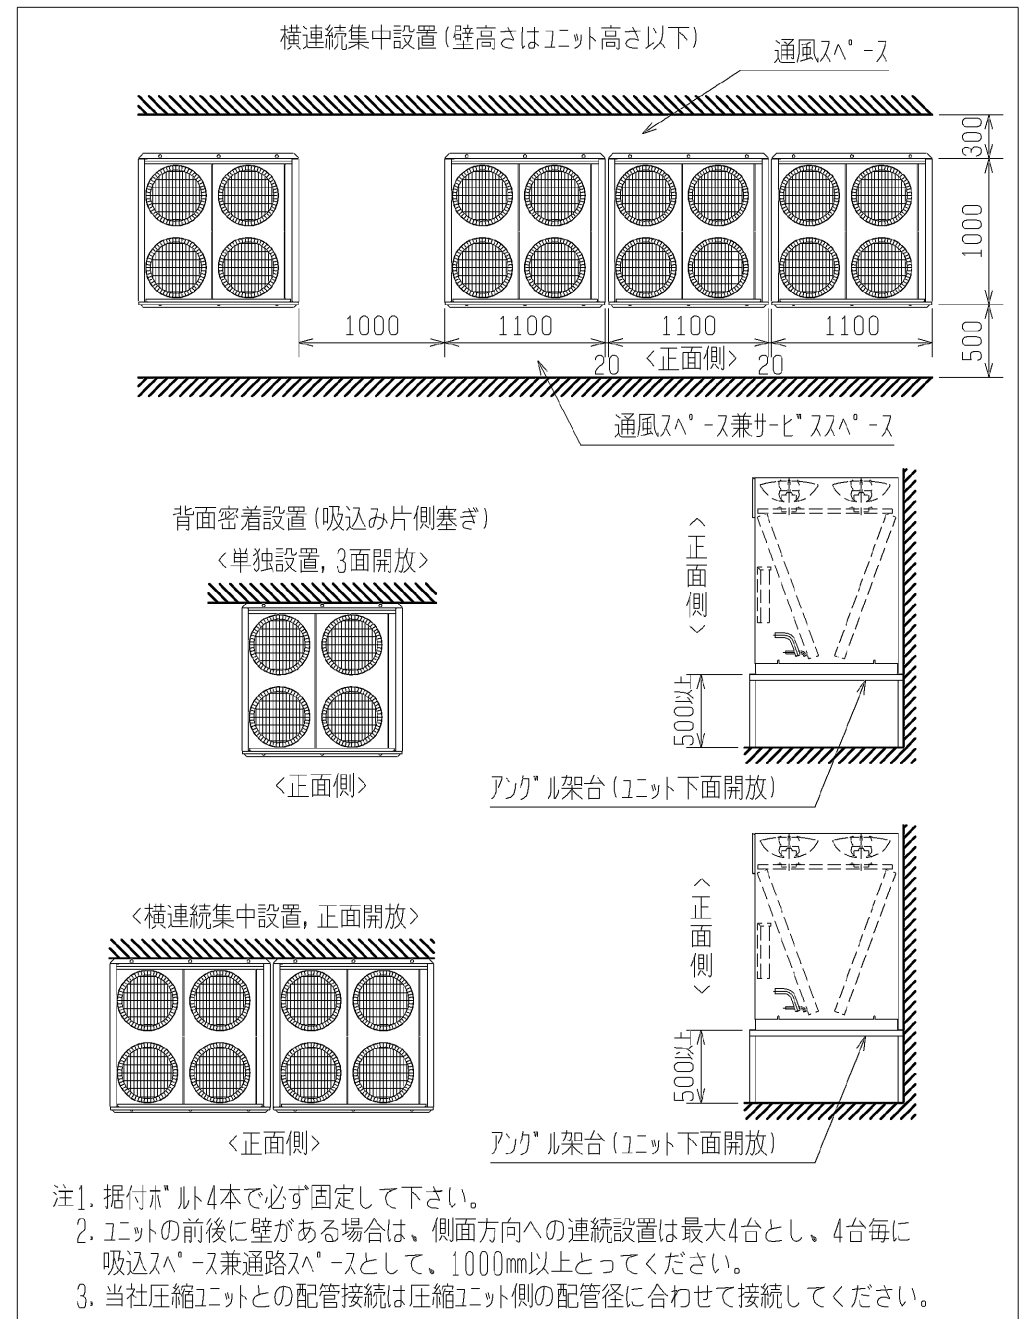 横連続集中設置(壁高さはユニット高さ以下)
通風スペース
300
1000
500
1000
1100
1100
1100
20
<正面側>
20
通風スペース兼サービススペース
背面密着設置(吸込み片側塞ぎ)
<単独設置, 3面開放>
<正面側>
<正面側>
500以上
アングル架台(ユニット下面開放)
<横連続集中設置, 正面開放>
<正面側>
<正面側>
500以上
アングル架台(ユニット下面開放)
注1. 据付ボルト4本で必ず固定して下さい。
2. ユニットの前後に壁がある場合は、側面方向への連続設置は最大4台とし、4台毎に
吸込スペース兼通路スペースとして、1000mm以上とってください。
3. 当社圧縮ユニットとの配管接続は圧縮ユニット側の配管径に合わせて接続してください。